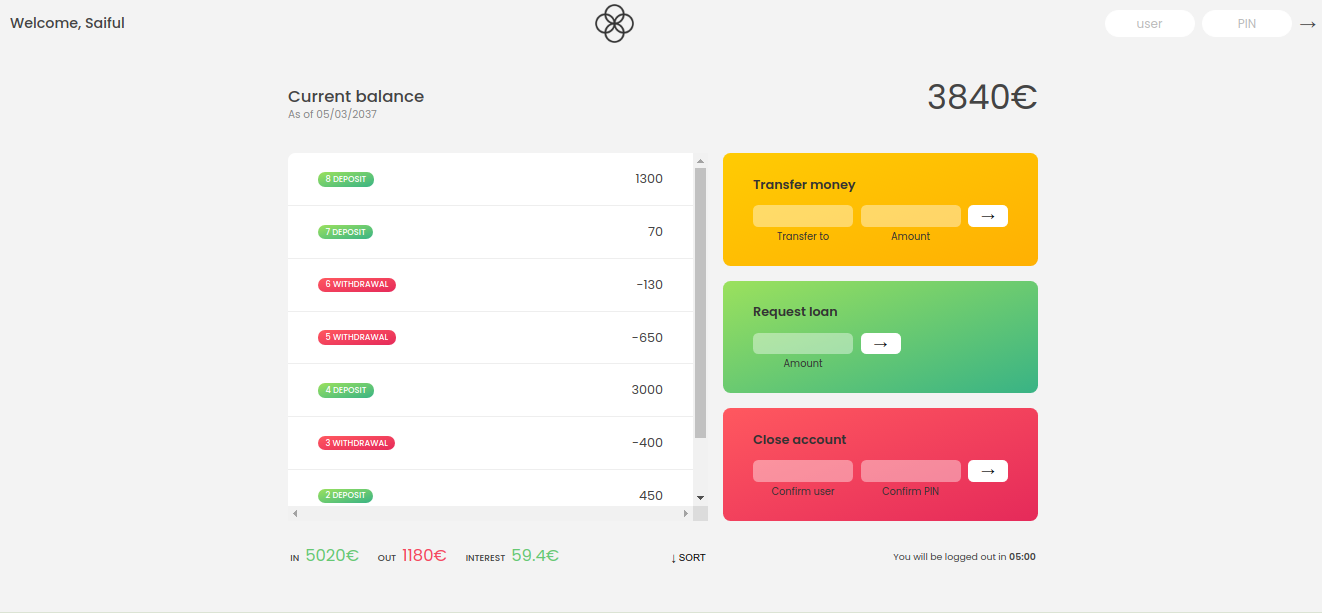 Welcome, Saiful
user
PIN
→
Current balance
As of 05/03/2037
3840€
8 DEPOSIT
1300
7 DEPOSIT
70
6 WITHDRAWAL
-130
5 WITHDRAWAL
-650
4 DEPOSIT
3000
3 WITHDRAWAL
-400
2 DEPOSIT
450
Transfer money
→
Transfer to
Amount
Request loan
→
Amount
Close account
→
Confirm user
Confirm PIN
IN 5020€ OUT 1180€ INTEREST 59.4€
↓ SORT
You will be logged out in 05:00